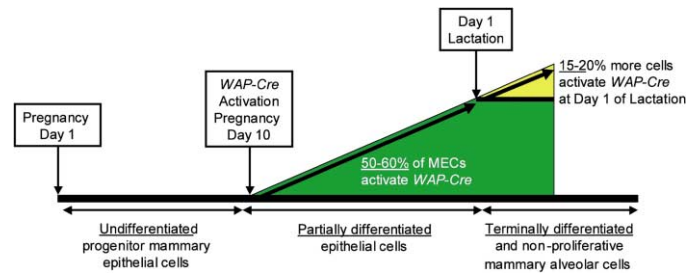 Day 1
Lactation
WAP-Cre
Activation
Pregnancy
Day 10
Pregnancy
Day 1
15-20% more cells
activate WAP-Cre
at Day 1 of Lactation
50-60% of MECs
activate WAP-Cre
Undifferentiated
progenitor mammary
epithelial cells
Partially differentiated
epithelial cells
Terminally differentiated
and non-proliferative
mammary alveolar cells